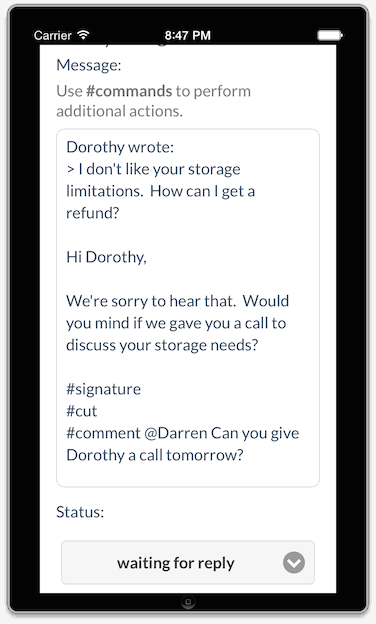 Carrier 8:47 PM
Message:
Use #commands to perform
additional actions.
Dorothy wrote:
> I don't like your storage
limitations.  How can I get a
refund?
Hi Dorothy,
We're sorry to hear that.  Would
you mind if we gave you a call to
discuss your storage needs?
#signature
#cut
#comment @Darren Can you give
Dorothy a call tomorrow?
Status:
waiting for reply